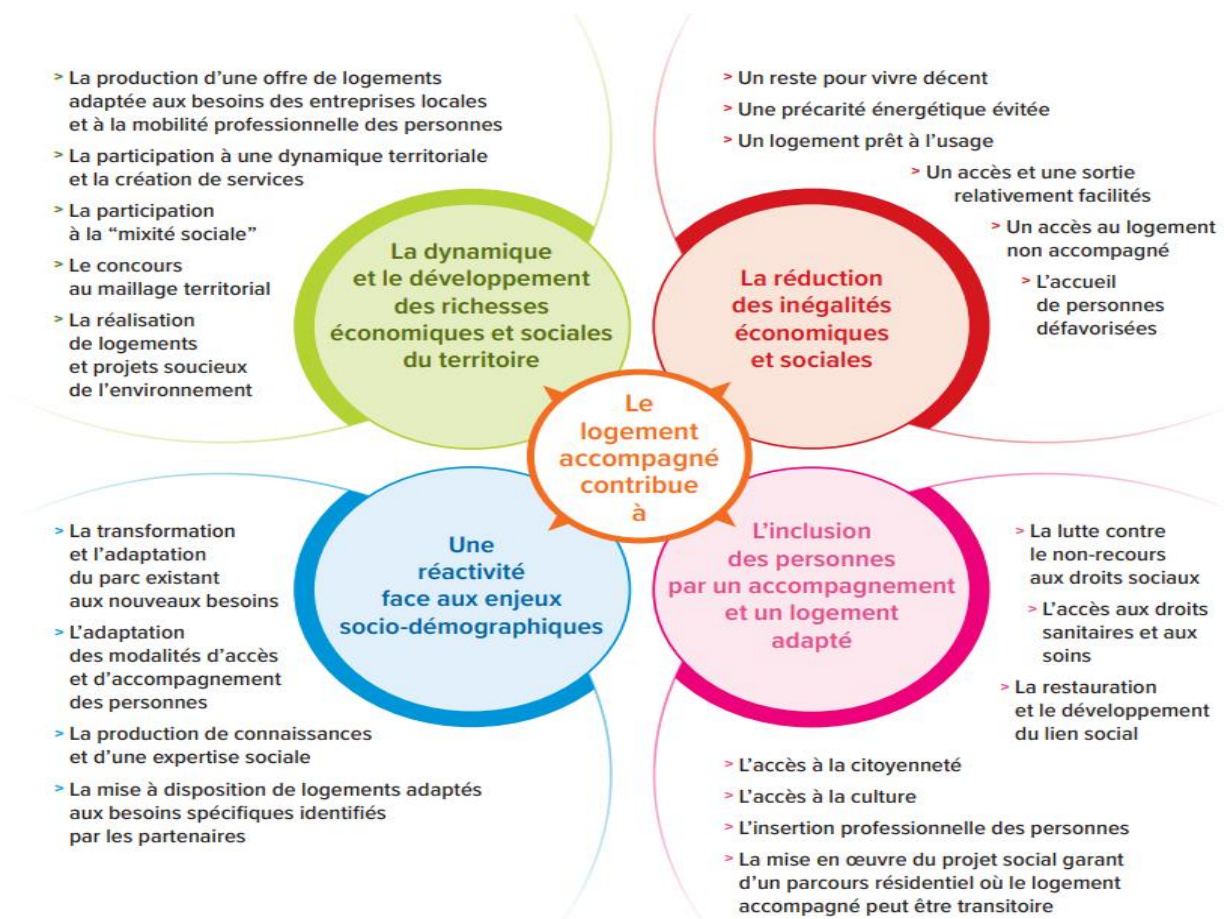 > La production d’une offre de logements
adaptée aux besoins des entreprises locales
et à la mobilité professionnelle des personnes
> La participation à une dynamique territoriale
et la création de services
> La participation
à la “mixité sociale”
> Le concours
au maillage territorial
> La réalisation
de logements
et projets soucieux
de l’environnement
La dynamique
et le développement
des richesses
économiques et sociales
du territoire
> Un reste pour vivre décent
> Une précarité énergétique évitée
> Un logement prêt à l’usage
> Un accès et une sortie
relativement facilités
> Un accès au logement
non accompagné
> L’accueil
de personnes
défavorisées
La réduction
des inégalités
économiques
et sociales
Le
logement
accompagné
contribue
à
> La transformation
et l’adaptation
du parc existant
aux nouveaux besoins
> L’adaptation
des modalités d’accès
et d’accompagnement
des personnes
> La production de connaissances
et d’une expertise sociale
> La mise à disposition de logements adaptés
aux besoins spécifiques identifiés
par les partenaires
Une
réactivité
face aux enjeux
socio-démographiques
L’inclusion
des personnes
par un accompagnement
et un logement
adapté
> La lutte contre
le non-recours
aux droits sociaux
> L’accès aux droits
sanitaires et aux
soins
> La restauration
et le développement
du lien social
> L’accès à la citoyenneté
> L’accès à la culture
> L’insertion professionnelle des personnes
> La mise en œuvre du projet social garant
d’un parcours résidentiel où le logement
accompagné peut être transitoire